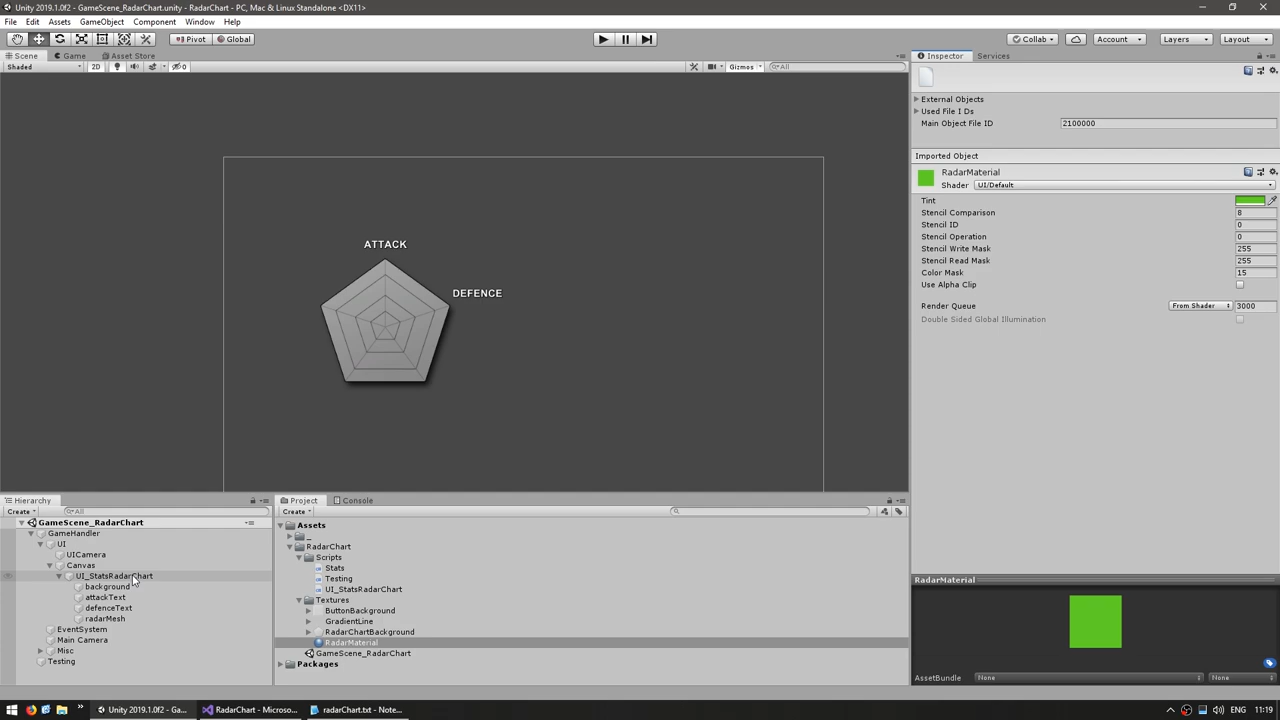 Unity 2019.1.0f2 - GameScene_RadarChart.unity - RadarChart - PC, Mac & Linux Standalone <DX11>
File Edit Assets GameObject Component Window Help
Pivot Global Collab Account Layers Layout
Scene Game Asset Store
Shaded 2D 0 Gizmos All
ATTACK
DEFENCE
Inspector Services
External Objects
Used File I Ds
Main Object File ID 2100000
Imported Object
RadarMaterial
Shader UI/Default
Tint
Stencil Comparison 8
Stencil ID 0
Stencil Operation 0
Stencil Write Mask 255
Stencil Read Mask 255
Color Mask 15
Use Alpha Clip
Render Queue From Shader 3000
Double Sided Global Illumination
Hierarchy
Create All
GameScene_RadarChart
GameHandler
UI
UICamera
Canvas
UI_StatsRadarChart
background
attackText
defenceText
radarMesh
EventSystem
Main Camera
Misc
Testing
Project Console
Create
Assets
_
RadarChart
Scripts
Stats
Testing
UI_StatsRadarChart
Textures
ButtonBackground
GradientLine
RadarChartBackground
RadarMaterial
GameScene_RadarChart
Packages
RadarMaterial
AssetBundle None None
Unity 2019.1.0f2 - Ga... RadarChart - Microso... radarChart.txt - Note... ENG 11:19